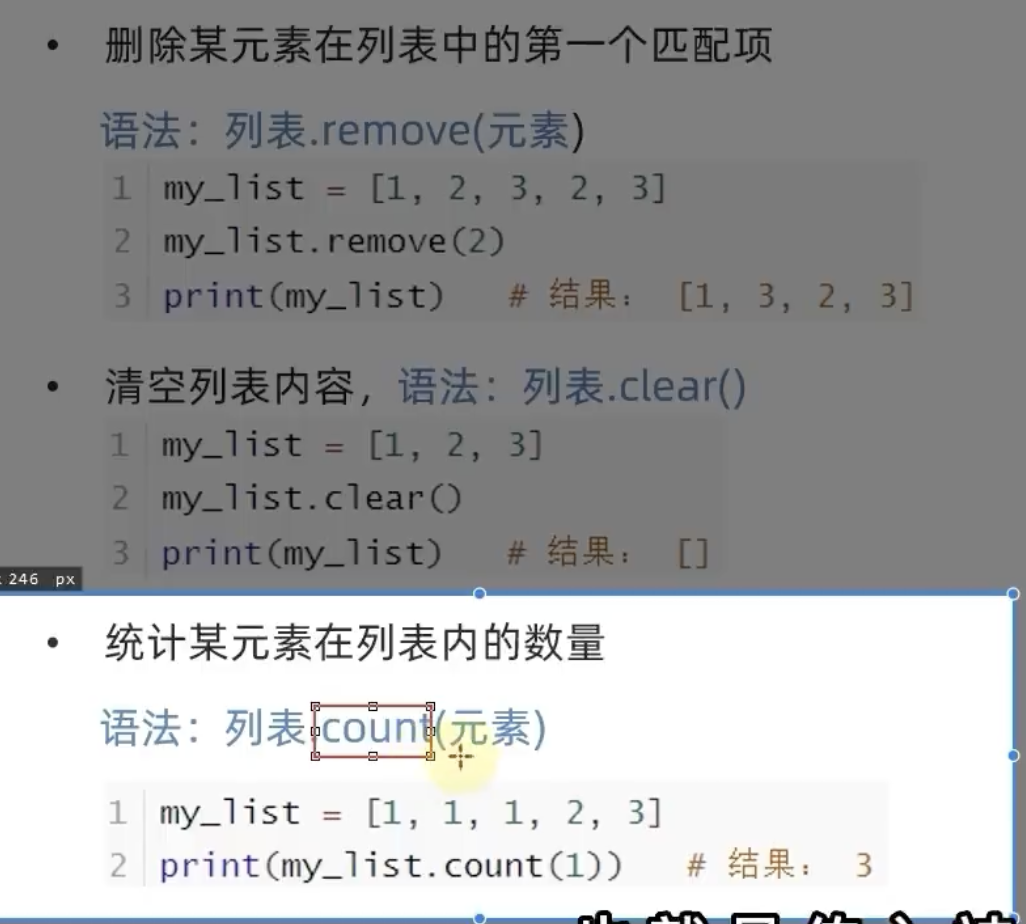 • 删除某元素在列表中的第一个匹配项
语法：列表.remove(元素)
1 my_list = [1, 2, 3, 2, 3]
2 my_list.remove(2)
3 print(my_list) # 结果： [1, 3, 2, 3]
• 清空列表内容，语法：列表.clear()
1 my_list = [1, 2, 3]
2 my_list.clear()
3 print(my_list) # 结果： []
246 px
• 统计某元素在列表内的数量
语法：列表.count(元素)
1 my_list = [1, 1, 1, 2, 3]
2 print(my_list.count(1)) # 结果： 3